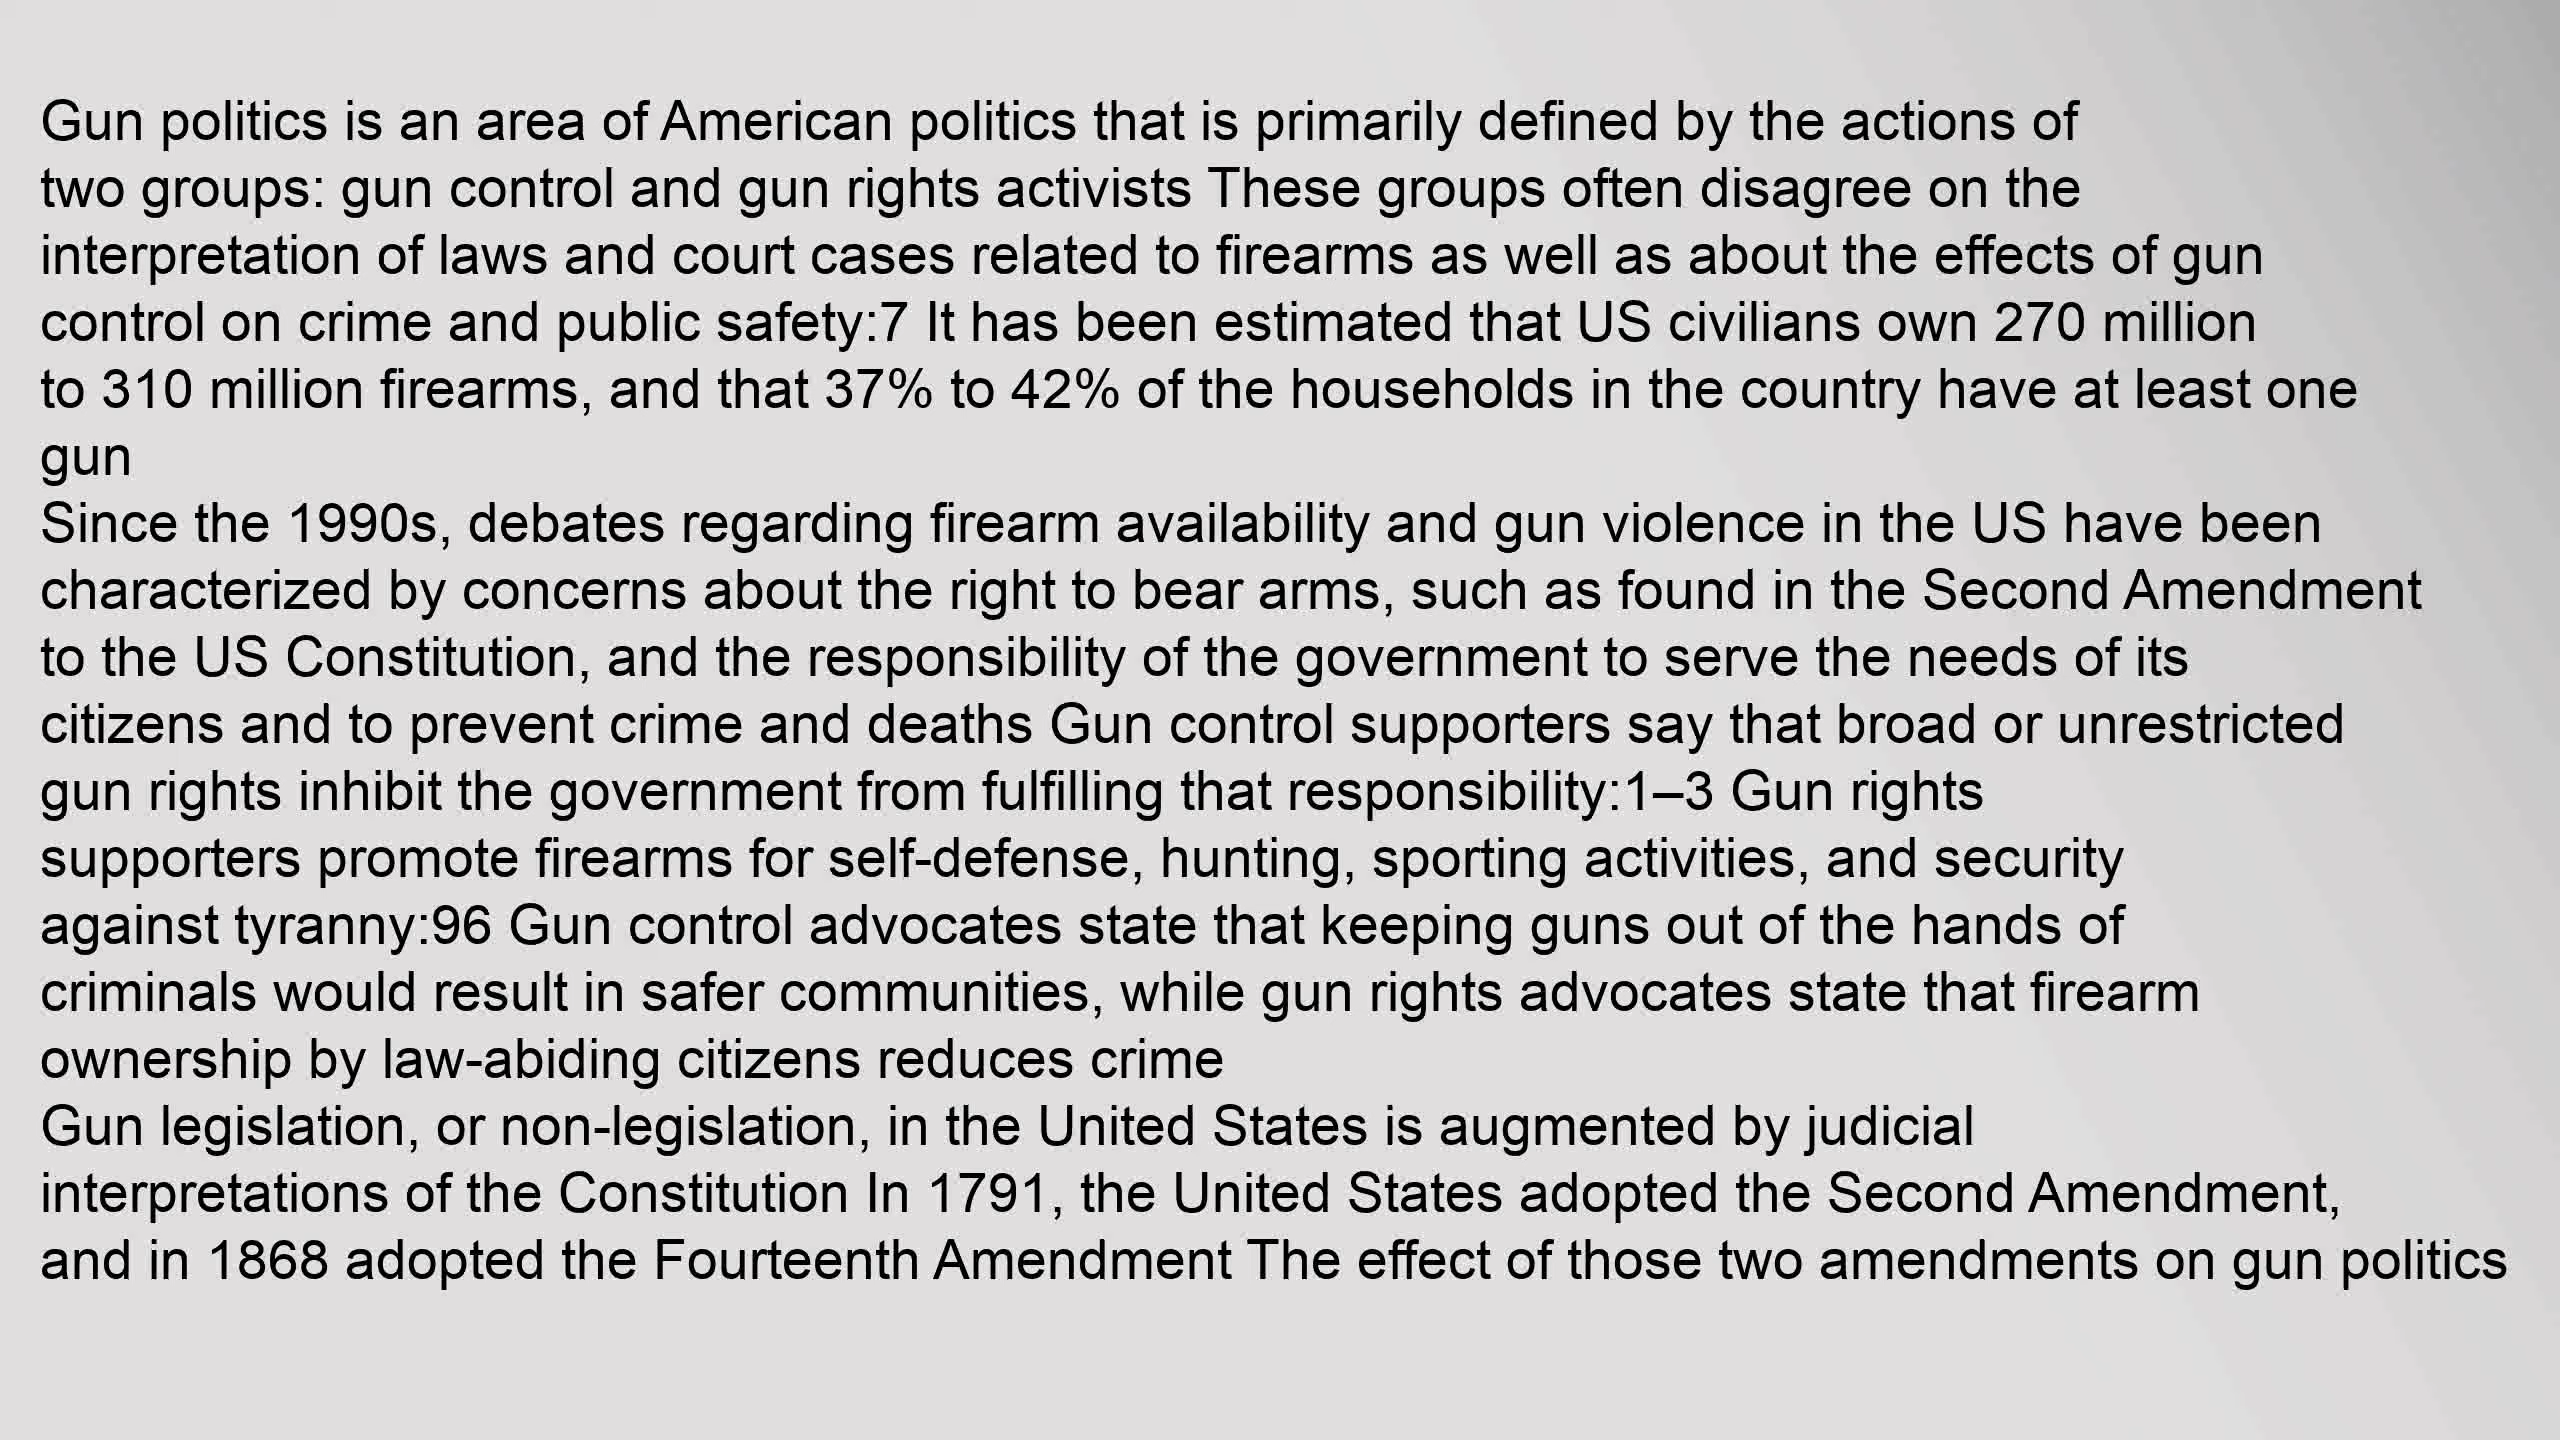 Gun politics is an area of American politics that is primarily defined by the actions of
two groups: gun control and gun rights activists These groups often disagree on the
interpretation of laws and court cases related to firearms as well as about the effects of gun
control on crime and public safety:7 It has been estimated that US civilians own 270 million
to 310 million firearms, and that 37% to 42% of the households in the country have at least one
gun
Since the 1990s, debates regarding firearm availability and gun violence in the US have been
characterized by concerns about the right to bear arms, such as found in the Second Amendment
to the US Constitution, and the responsibility of the government to serve the needs of its
citizens and to prevent crime and deaths Gun control supporters say that broad or unrestricted
gun rights inhibit the government from fulfilling that responsibility:1–3 Gun rights
supporters promote firearms for self-defense, hunting, sporting activities, and security
against tyranny:96 Gun control advocates state that keeping guns out of the hands of
criminals would result in safer communities, while gun rights advocates state that firearm
ownership by law-abiding citizens reduces crime
Gun legislation, or non-legislation, in the United States is augmented by judicial
interpretations of the Constitution In 1791, the United States adopted the Second Amendment,
and in 1868 adopted the Fourteenth Amendment The effect of those two amendments on gun politics